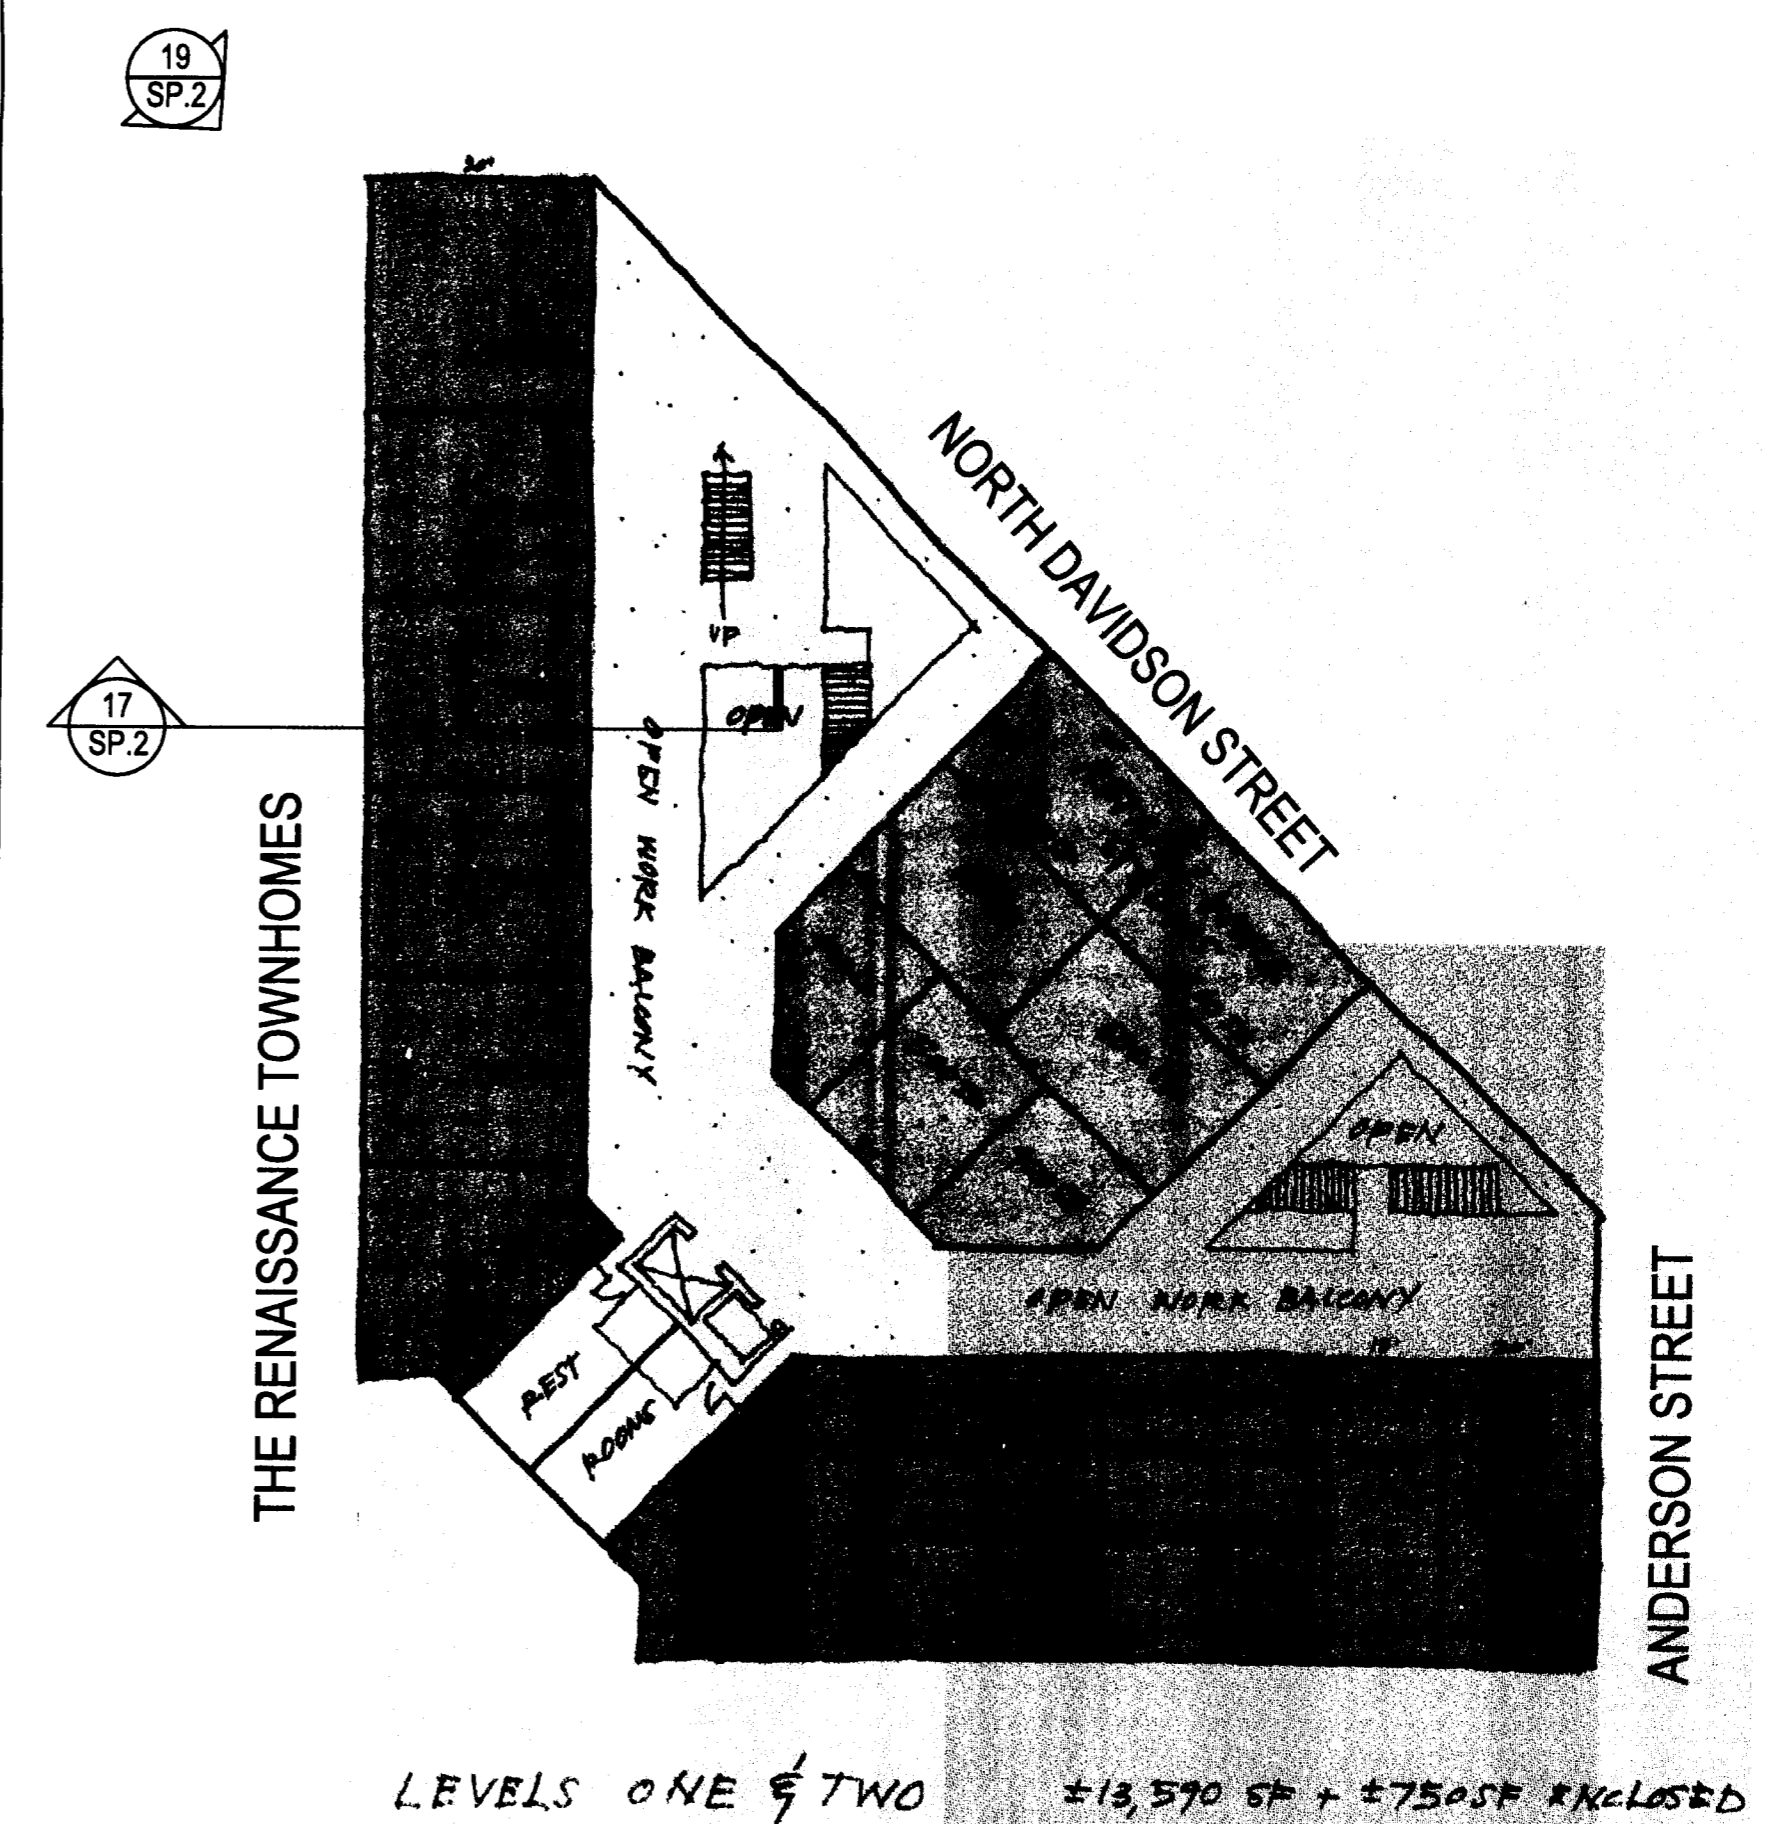 19
SP.2
20'
NORTH DAVIDSON STREET
UP
OPEN
17
SP.2
OPEN WORK BALCONY
THE RENAISSANCE TOWNHOMES
OPEN
OPEN WORK BALCONY
REST
ROOMS
ANDERSON STREET
LEVELS ONE & TWO
±13,590 SF + ±750SF ENCLOSED